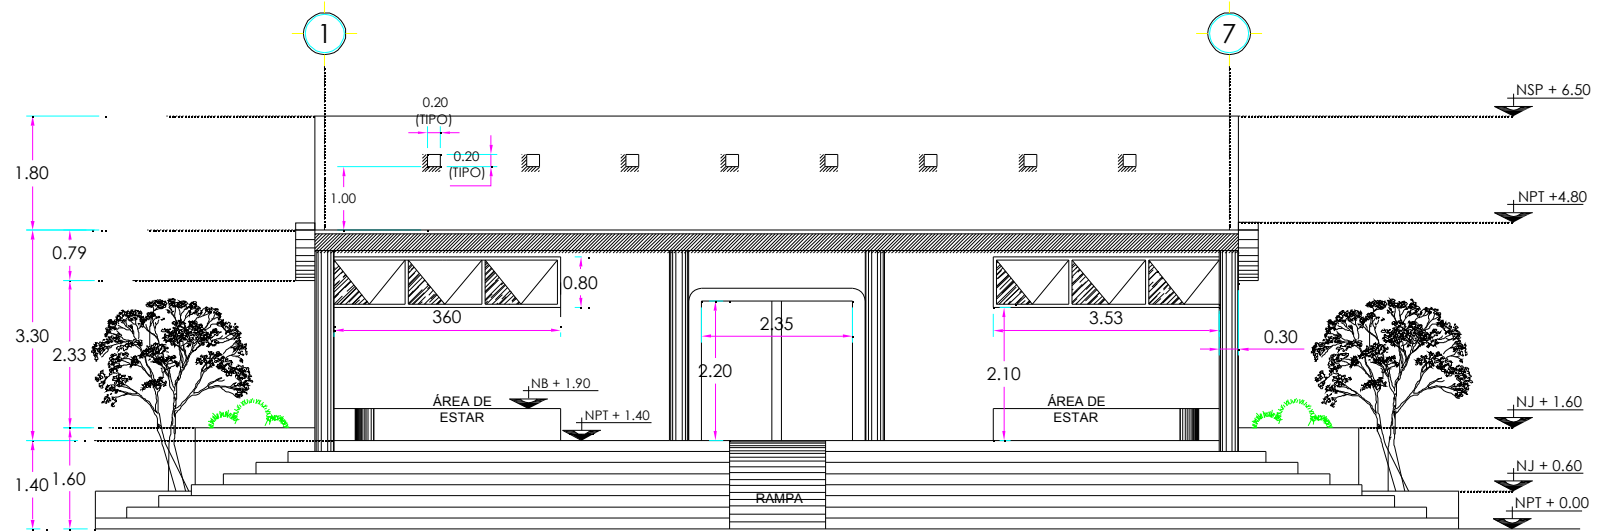 1
7
NSP + 6.50
0.20
(TIPO)
0.20
(TIPO)
1.80
1.00
NPT +4.80
0.79
0.80
360
2.35
3.53
3.30
0.30
2.33
2.20
2.10
NB + 1.90
ÁREA DE
ESTAR
NPT + 1.40
ÁREA DE
ESTAR
NJ + 1.60
1.40
1.60
NJ + 0.60
RAMPA
NPT + 0.00